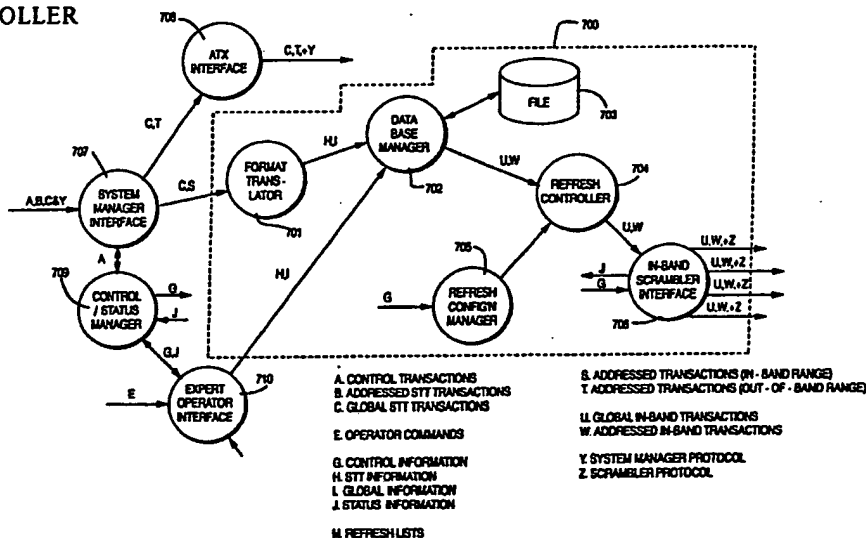 OLLER
708
ATX
INTERFACE
C,T,+Y
700
FILE
703
C,T
DATA
BASE
MANAGER
702
707
SYSTEM
MANAGER
INTERFACE
A,B,C&Y
C,S
FORMAT
TRANS-
LATOR
701
H,I
U,W
REFRESH
CONTROLLER
704
U,W
A
709
CONTROL
/ STATUS
MANAGER
G
J
H,I
705
G
REFRESH
CONFIG'N
MANAGER
J
G
IN-BAND
SCRAMBLER
INTERFACE
706
U,W,+Z
U,W,+Z
U,W,+Z
U,W,+Z
G,J
E
EXPERT
OPERATOR
INTERFACE
710
A. CONTROL TRANSACTIONS
B. ADDRESSED STT TRANSACTIONS
C. GLOBAL STT TRANSACTIONS
E. OPERATOR COMMANDS
G. CONTROL INFORMATION
H. STT INFORMATION
I. GLOBAL INFORMATION
J. STATUS INFORMATION
M. REFRESH LISTS
S. ADDRESSED TRANSACTIONS (IN - BAND RANGE)
T. ADDRESSED TRANSACTIONS (OUT - OF - BAND RANGE)
U. GLOBAL IN-BAND TRANSACTIONS
W. ADDRESSED IN-BAND TRANSACTIONS
Y. SYSTEM MANAGER PROTOCOL
Z. SCRAMBLER PROTOCOL